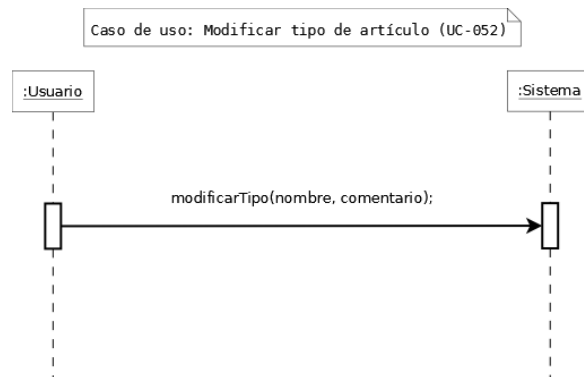 Caso de uso: Modificar tipo de artículo (UC-052)
:Usuario
:Sistema
modificarTipo(nombre, comentario);